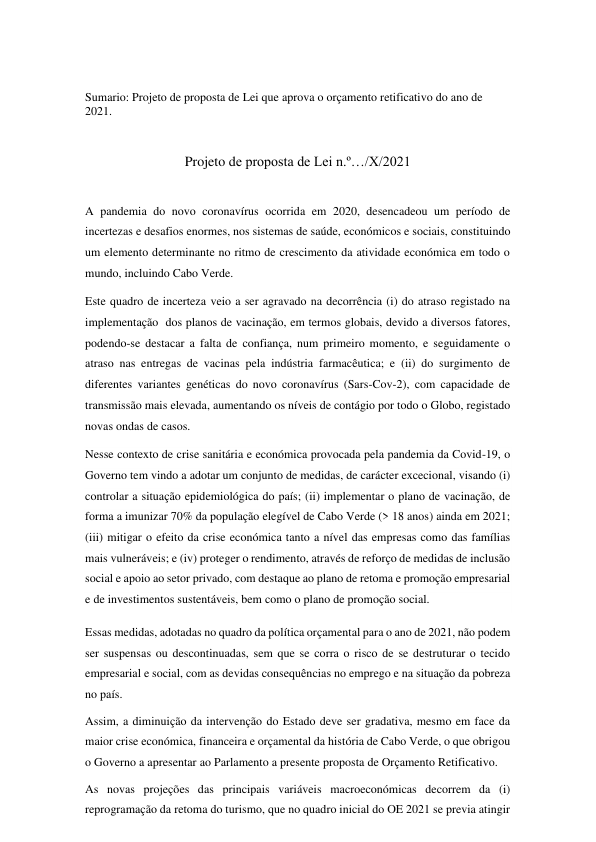 Sumario: Projeto de proposta de Lei que aprova o orçamento retificativo do ano de
2021.
Projeto de proposta de Lei n.º…/X/2021
A pandemia do novo coronavírus ocorrida em 2020, desencadeou um período de
incertezas e desafios enormes, nos sistemas de saúde, económicos e sociais, constituindo
um elemento determinante no ritmo de crescimento da atividade económica em todo o
mundo, incluindo Cabo Verde.
Este quadro de incerteza veio a ser agravado na decorrência (i) do atraso registado na
implementação dos planos de vacinação, em termos globais, devido a diversos fatores,
podendo-se destacar a falta de confiança, num primeiro momento, e seguidamente o
atraso nas entregas de vacinas pela indústria farmacêutica; e (ii) do surgimento de
diferentes variantes genéticas do novo coronavírus (Sars-Cov-2), com capacidade de
transmissão mais elevada, aumentando os níveis de contágio por todo o Globo, registado
novas ondas de casos.
Nesse contexto de crise sanitária e económica provocada pela pandemia da Covid-19, o
Governo tem vindo a adotar um conjunto de medidas, de carácter excecional, visando (i)
controlar a situação epidemiológica do país; (ii) implementar o plano de vacinação, de
forma a imunizar 70% da população elegível de Cabo Verde (> 18 anos) ainda em 2021;
(iii) mitigar o efeito da crise económica tanto a nível das empresas como das famílias
mais vulneráveis; e (iv) proteger o rendimento, através de reforço de medidas de inclusão
social e apoio ao setor privado, com destaque ao plano de retoma e promoção empresarial
e de investimentos sustentáveis, bem como o plano de promoção social.
Essas medidas, adotadas no quadro da política orçamental para o ano de 2021, não podem
ser suspensas ou descontinuadas, sem que se corra o risco de se destruturar o tecido
empresarial e social, com as devidas consequências no emprego e na situação da pobreza
no país.
Assim, a diminuição da intervenção do Estado deve ser gradativa, mesmo em face da
maior crise económica, financeira e orçamental da história de Cabo Verde, o que obrigou
o Governo a apresentar ao Parlamento a presente proposta de Orçamento Retificativo.
As novas projeções das principais variáveis macroeconómicas decorrem da (i)
reprogramação da retoma do turismo, que no quadro inicial do OE 2021 se previa atingir